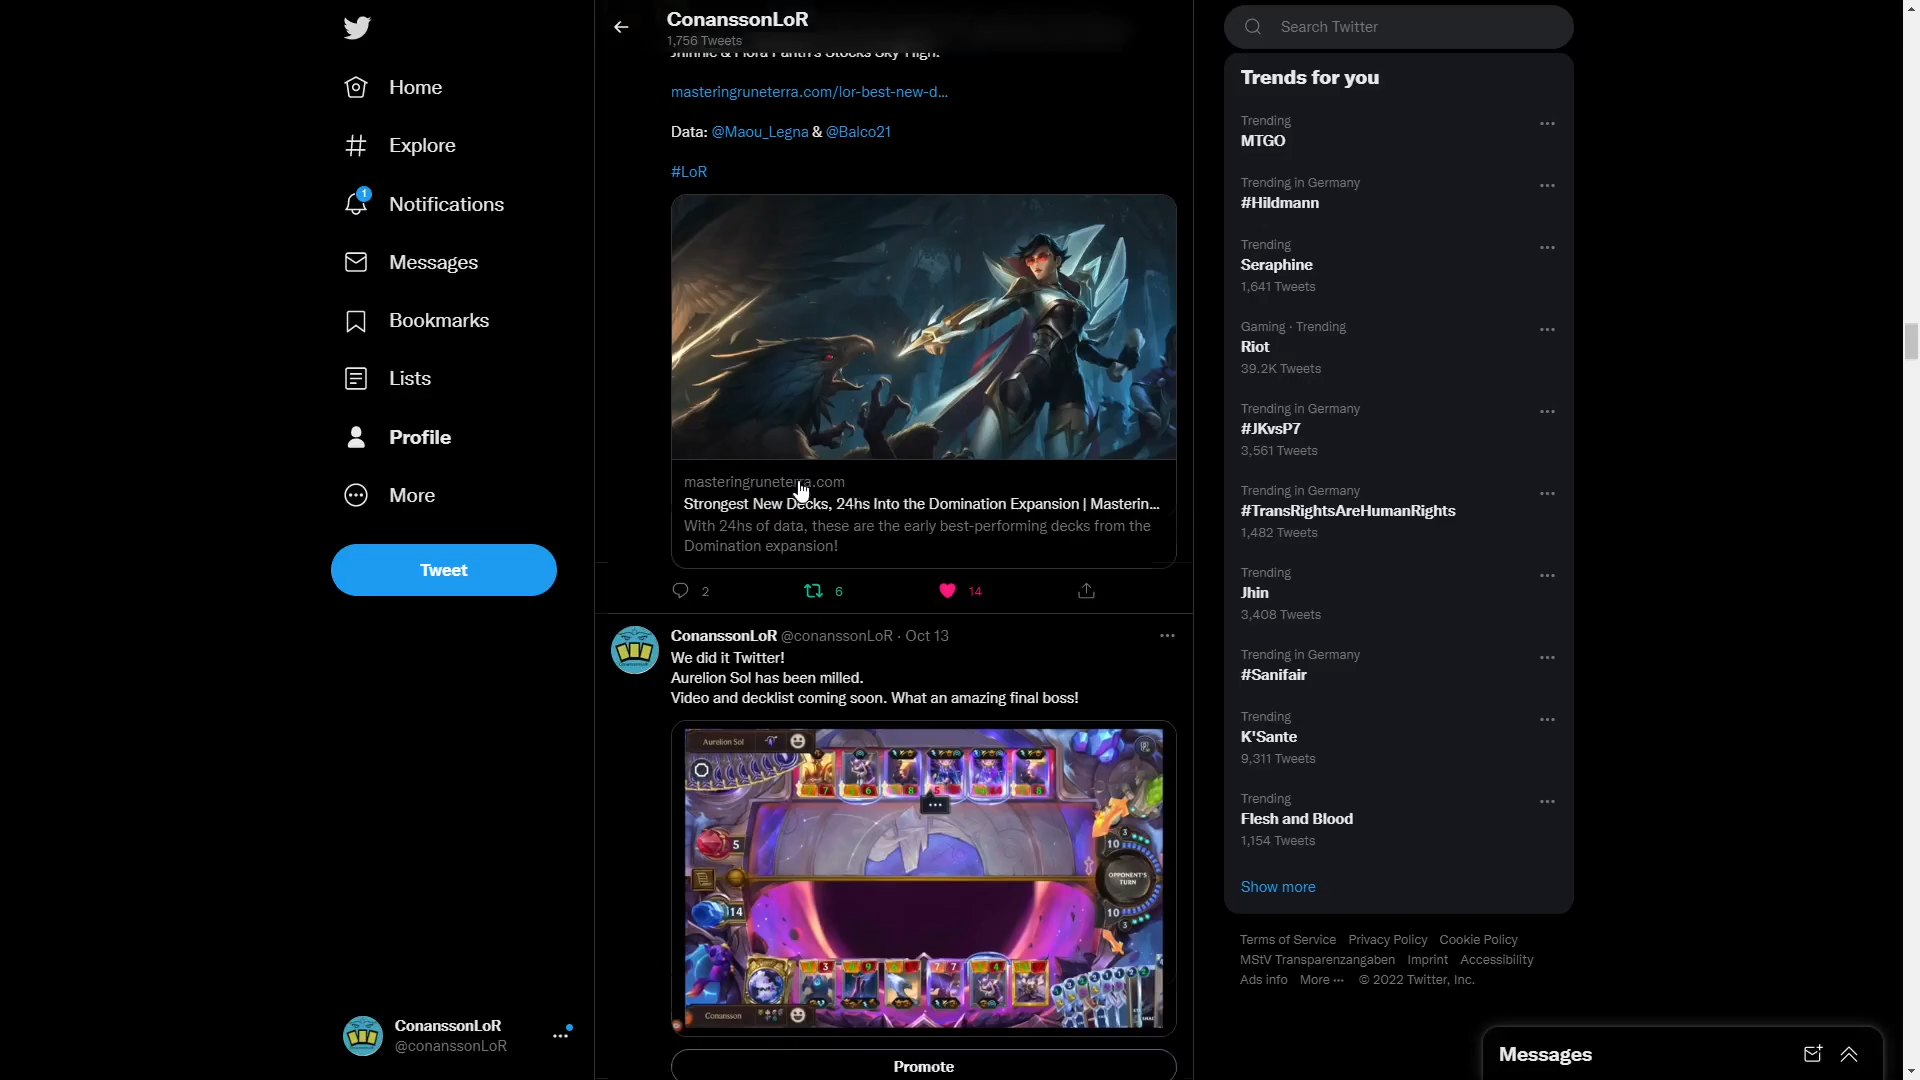 Home
Explore
1
Notifications
Messages
Bookmarks
Lists
Profile
More
Tweet
ConanssonLoR
@conanssonLoR
ConanssonLoR
1,756 Tweets
masteringruneterra.com/lor-best-new-d...
Data: @Maou_Legna & @Balco21
#LoR
masteringruneterra.com
Strongest New Decks, 24hs Into the Domination Expansion | Masterin...
With 24hs of data, these are the early best-performing decks from the
Domination expansion!
2 6 14
ConanssonLoR @conanssonLoR · Oct 13
We did it Twitter!
Aurelion Sol has been milled.
Video and decklist coming soon. What an amazing final boss!
Aurelion Sol
5
3
10
OPPONENT'S
TURN
14
10
3
Conansson
Promote
Search Twitter
Trends for you
Trending
MTGO
Trending in Germany
#Hildmann
Trending
Seraphine
1,641 Tweets
Gaming · Trending
Riot
39.2K Tweets
Trending in Germany
#JKvsP7
3,561 Tweets
Trending in Germany
#TransRightsAreHumanRights
1,482 Tweets
Trending
Jhin
3,408 Tweets
Trending in Germany
#Sanifair
Trending
K'Sante
9,311 Tweets
Trending
Flesh and Blood
1,154 Tweets
Show more
Terms of Service Privacy Policy Cookie Policy
MStV Transparenzangaben Imprint Accessibility
Ads info More ··· © 2022 Twitter, Inc.
Messages